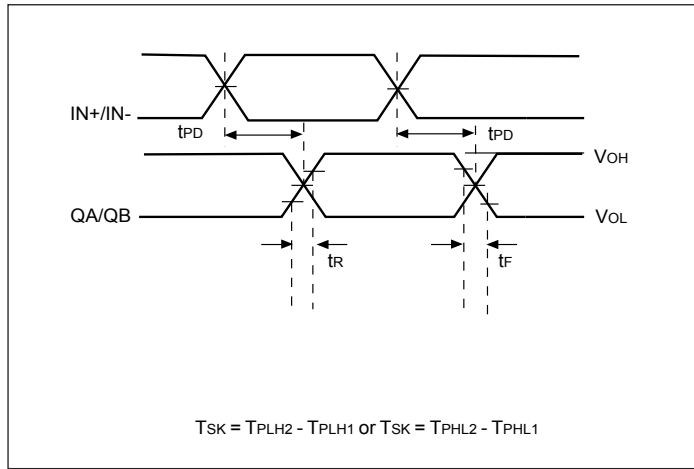 IN+/IN-
tPD
tPD
VOH
QA/QB
VOL
tR
tF
TSK = TPLH2 - TPLH1 or TSK = TPHL2 - TPHL1